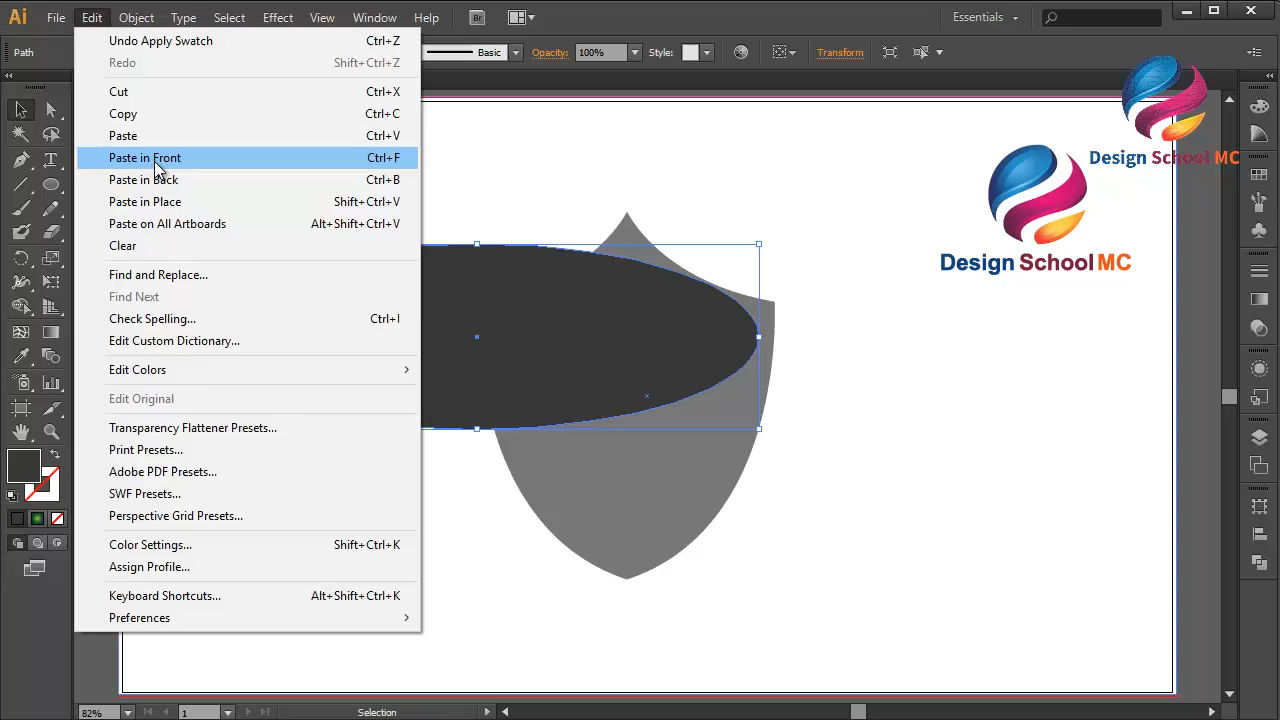 Ai File Edit Object Type Select Effect View Window Help Br Essentials
Path Basic Opacity: 100% Style: Transform
Undo Apply Swatch Ctrl+Z
Redo Shift+Ctrl+Z
Cut Ctrl+X
Copy Ctrl+C
Paste Ctrl+V
Paste in Front Ctrl+F
Paste in Back Ctrl+B
Paste in Place Shift+Ctrl+V
Paste on All Artboards Alt+Shift+Ctrl+V
Clear
Find and Replace...
Find Next
Check Spelling... Ctrl+I
Edit Custom Dictionary...
Edit Colors
Edit Original
Transparency Flattener Presets...
Print Presets...
Adobe PDF Presets...
SWF Presets...
Perspective Grid Presets...
Color Settings... Shift+Ctrl+K
Assign Profile...
Keyboard Shortcuts... Alt+Shift+Ctrl+K
Preferences
Design School MC
Design School MC
82% 1 Selection